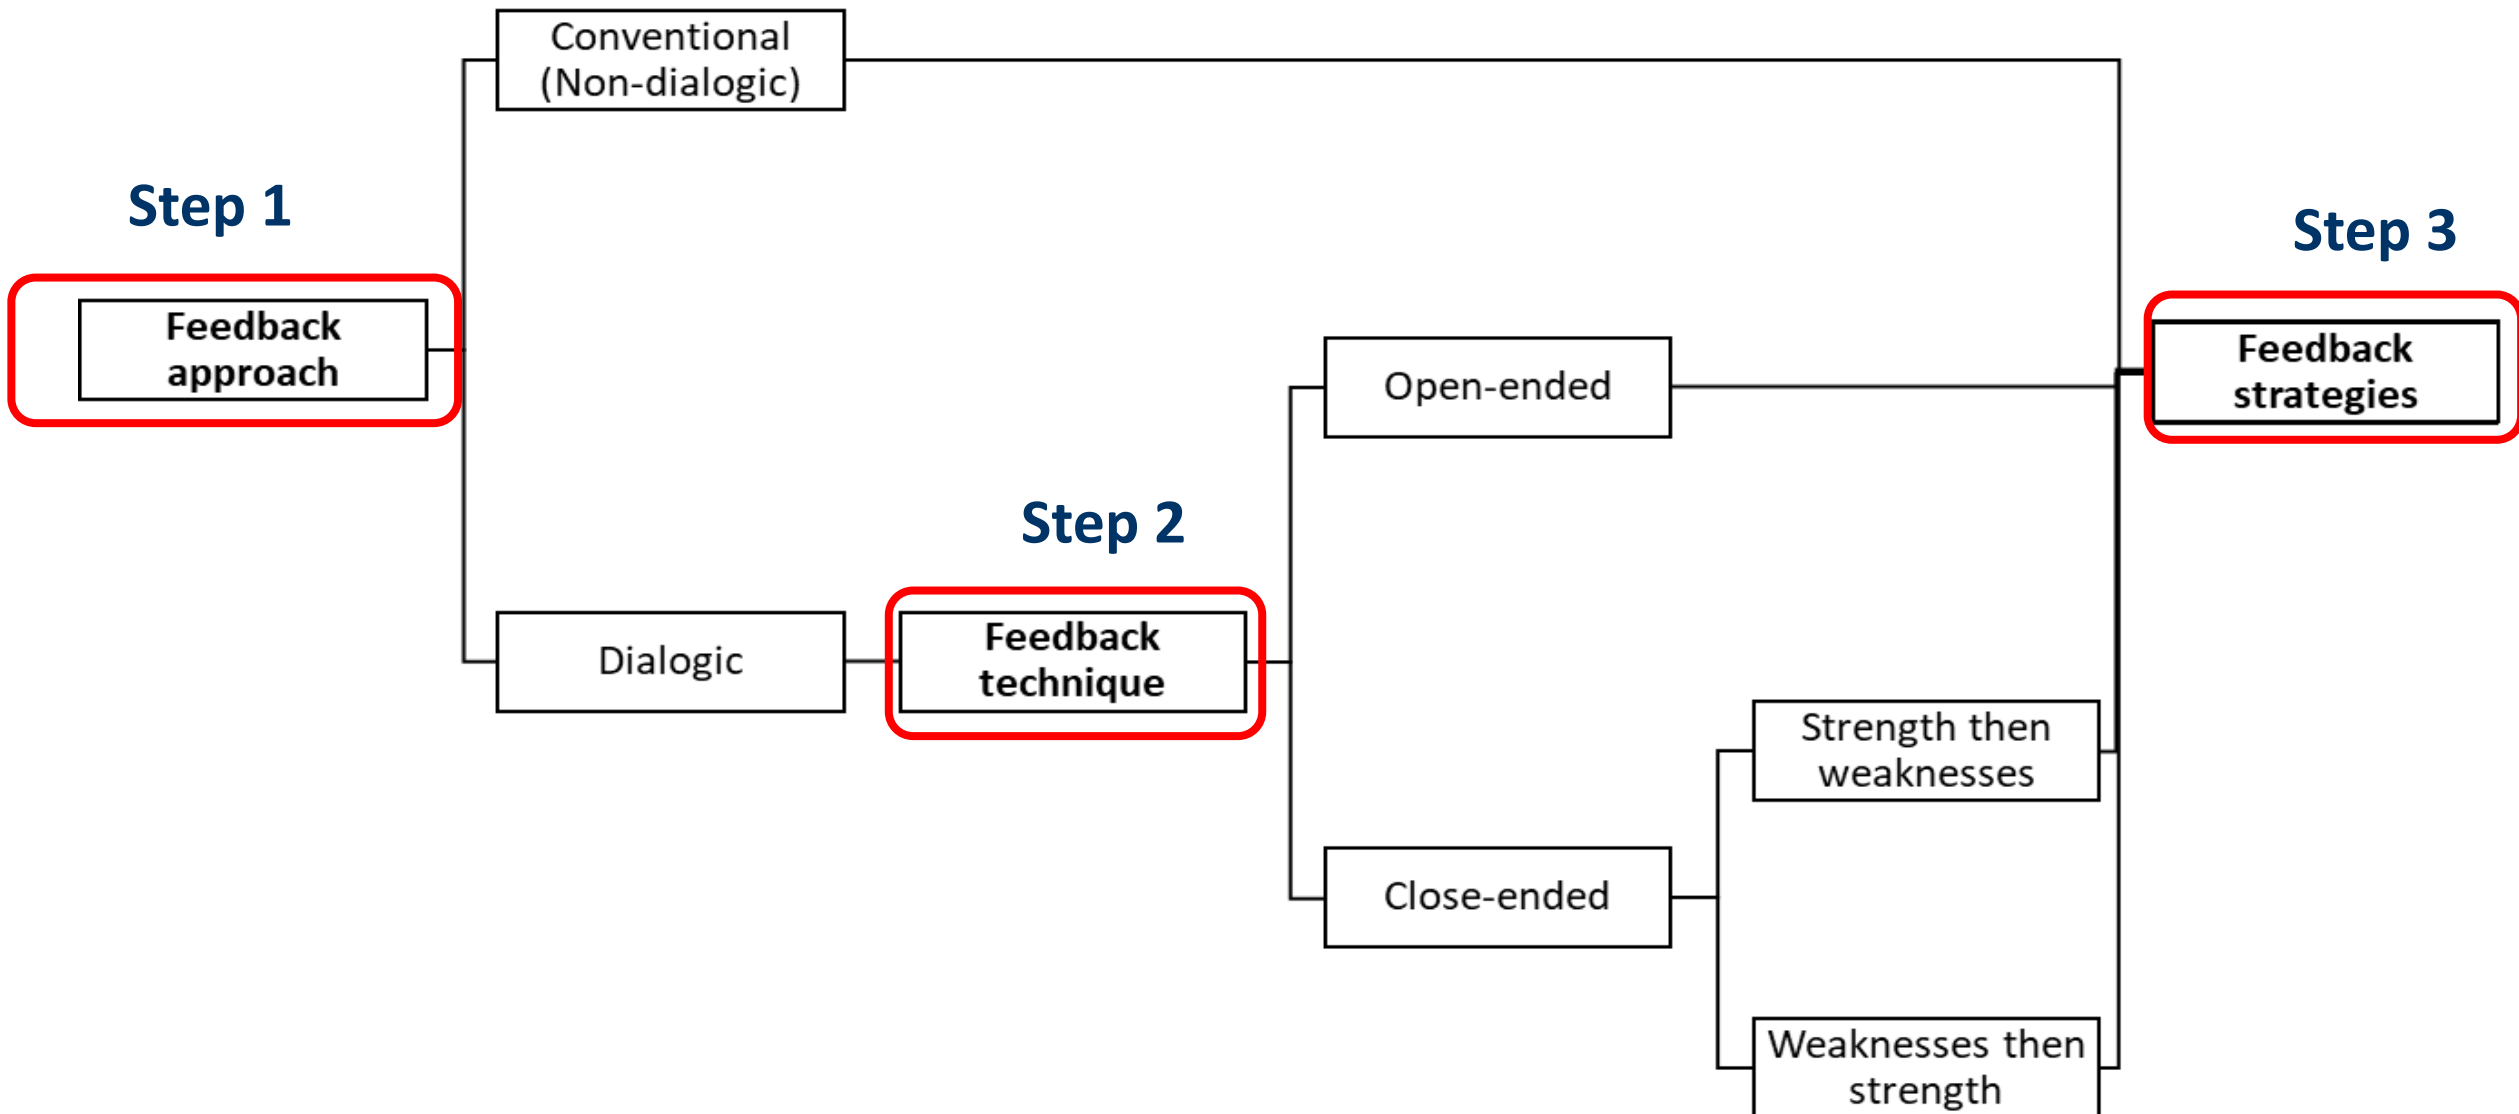 Conventional
(Non-dialogic)
Step 1
Step 3
Feedback
approach
Feedback
strategies
Open-ended
Step 2
Dialogic
Feedback
technique
Strength then
weaknesses
Close-ended
Weaknesses then
strength